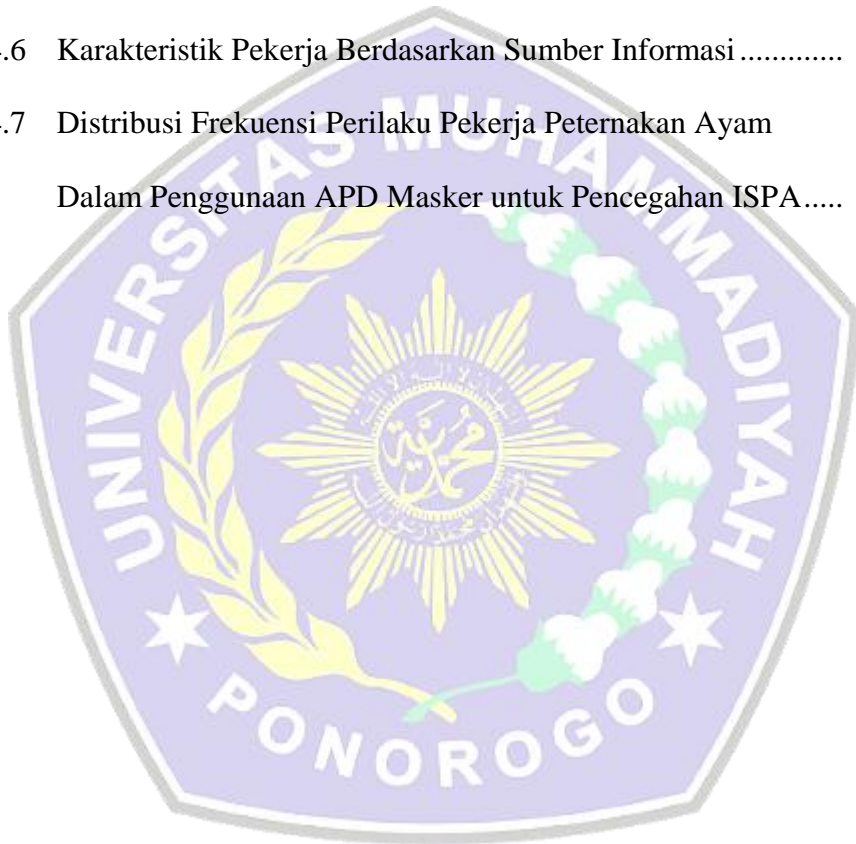 .6 Karakteristik Pekerja Berdasarkan Sumber Informasi.............
.7 Distribusi Frekuensi Perilaku Pekerja Peternakan Ayam
Dalam Penggunaan APD Masker untuk Pencegahan ISPA.....
UNIVERSITAS MUHAMMADIYAH
PONOROGO
محمدية